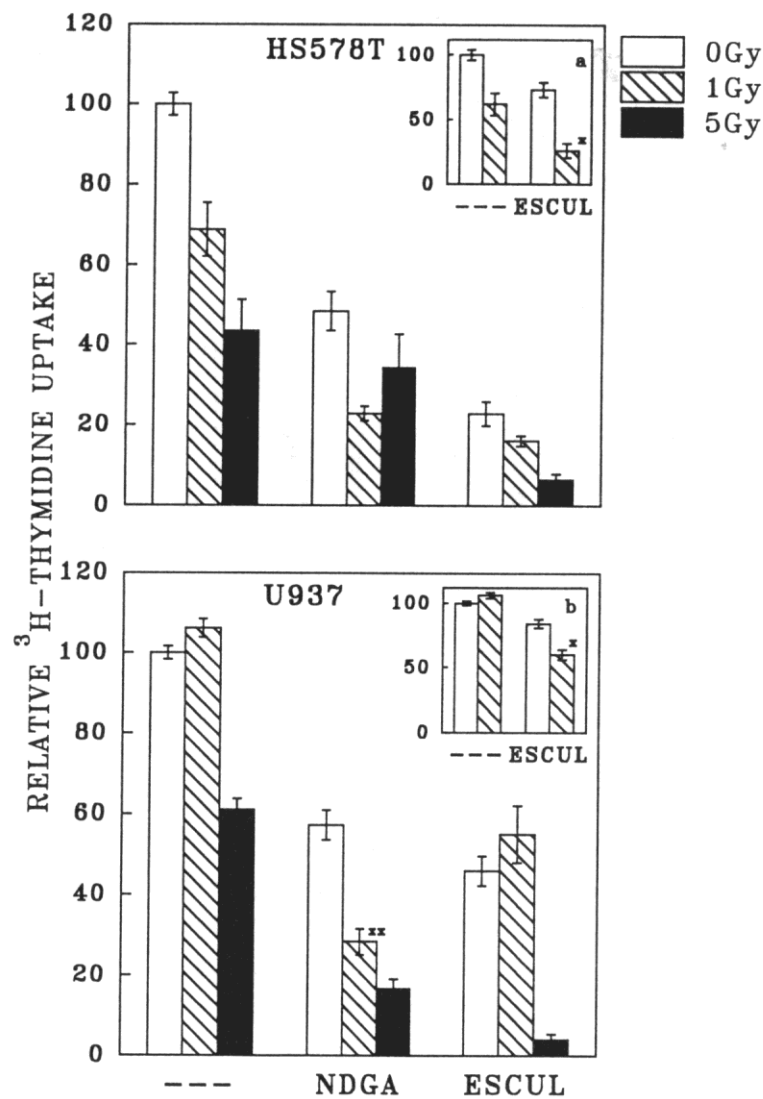 RELATIVE ³H-THYMIDINE UPTAKE
120
100
80
60
40
20
0
HS578T
100
50
0
a
x
--- ESCUL
0Gy
1Gy
5Gy
120
100
80
60
40
20
0
U937
100
50
0
b
x
--- ESCUL
xx
--- NDGA ESCUL